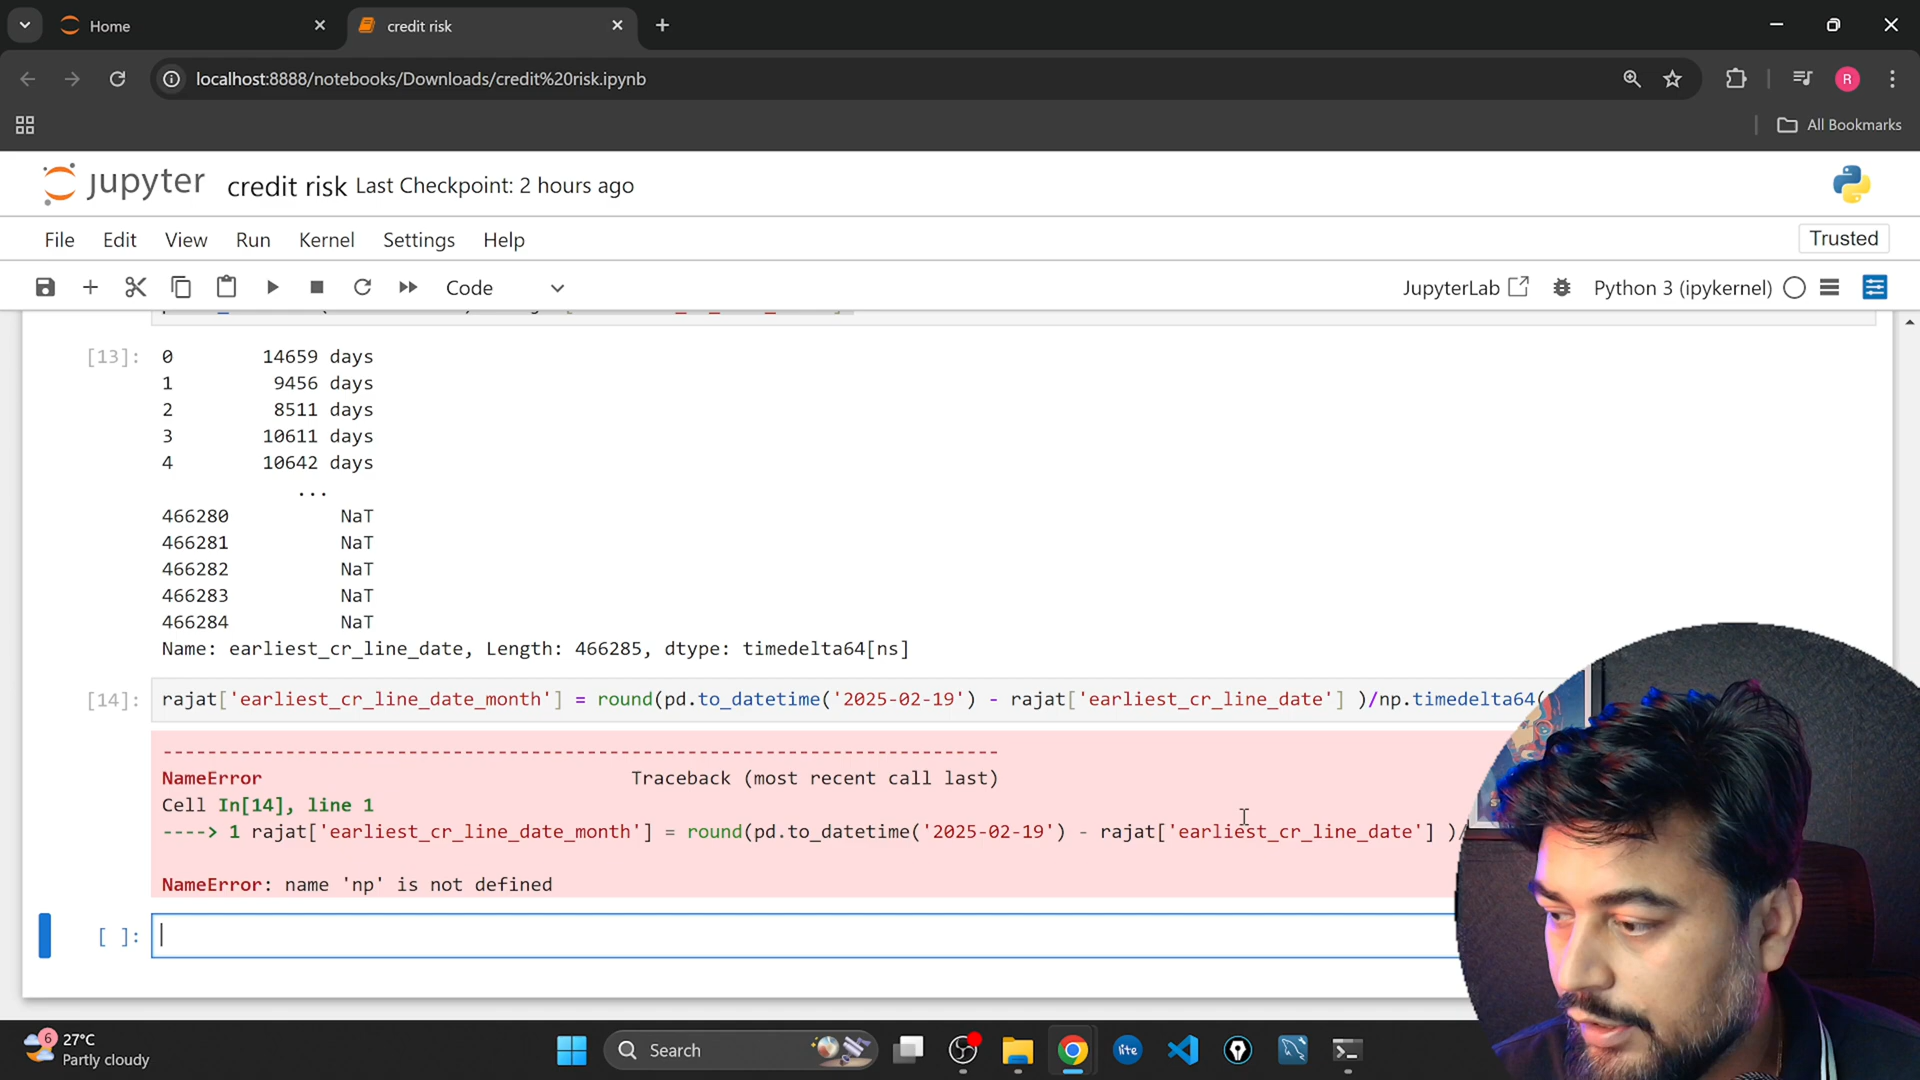 Home
credit risk
localhost:8888/notebooks/Downloads/credit%20risk.ipynb
R
All Bookmarks
jupyter credit risk Last Checkpoint: 2 hours ago
File Edit View Run Kernel Settings Help
Trusted
Code
JupyterLab
Python 3 (ipykernel)
[13]: 0 14659 days
1 9456 days
2 8511 days
3 10611 days
4 10642 days
...
466280 NaT
466281 NaT
466282 NaT
466283 NaT
466284 NaT
Name: earliest_cr_line_date, Length: 466285, dtype: timedelta64[ns]
[14]: rajat['earliest_cr_line_date_month'] = round(pd.to_datetime('2025-02-19') - rajat['earliest_cr_line_date'] )/np.timedelta64(
---------------------------------------------------------------------------
NameError Traceback (most recent call last)
Cell In[14], line 1
----> 1 rajat['earliest_cr_line_date_month'] = round(pd.to_datetime('2025-02-19') - rajat['earliest_cr_line_date'] )/
NameError: name 'np' is not defined
[ ]:
6
27°C
Partly cloudy
Search
lite